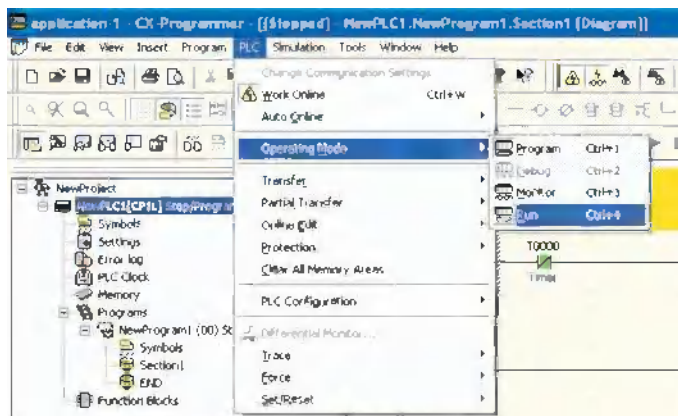 application-1 - CX-Programmer - [[Stopped] - NewPLC1.NewProgram1.Section1 [Diagram]]
File Edit View Insert Program PLC Simulation Tools Window Help
Change Communication Settings
Work Online Ctrl+W
Auto Online
Operating Mode
Program Ctrl+1
Debug Ctrl+2
Monitor Ctrl+3
Run Ctrl+4
Transfer
Partial Transfer
Online Edit
Protection
Clear All Memory Areas
PLC Configuration
Differential Monitor...
Trace
Force
Set/Reset
NewProject
NewPLC1[CP1L] Stop/Program
Symbols
Settings
Error log
PLC Clock
Memory
Programs
NewProgram1 (00) St
Symbols
Section1
END
Function Blocks
T0000
Timer